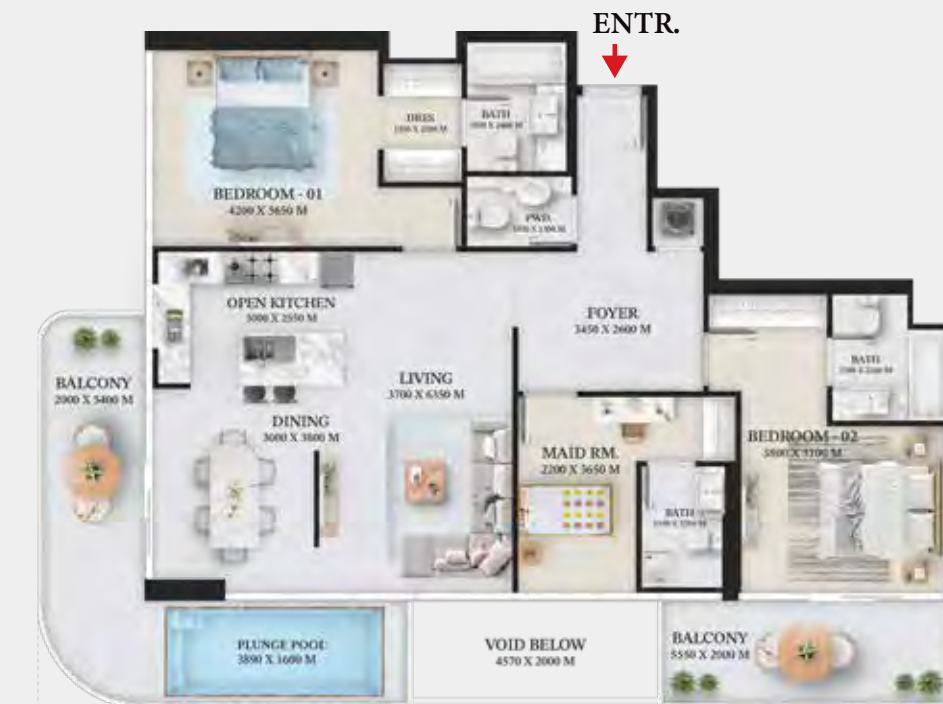 ENTR.
DRES
BATH
BEDROOM - 01
4200 X 3650 M
PWD.
OPEN KITCHEN
3000 X 2550 M
FOYER
3450 X 2600 M
BALCONY
2000 X 5400 M
LIVING
3700 X 6350 M
BATH
DINING
3600 X 3800 M
BEDROOM - 02
MAID RM.
2200 X 3650 M
BATH
PLUNGE POOL
3890 X 1600 M
VOID BELOW
4570 X 2000 M
BALCONY
5550 X 2000 M